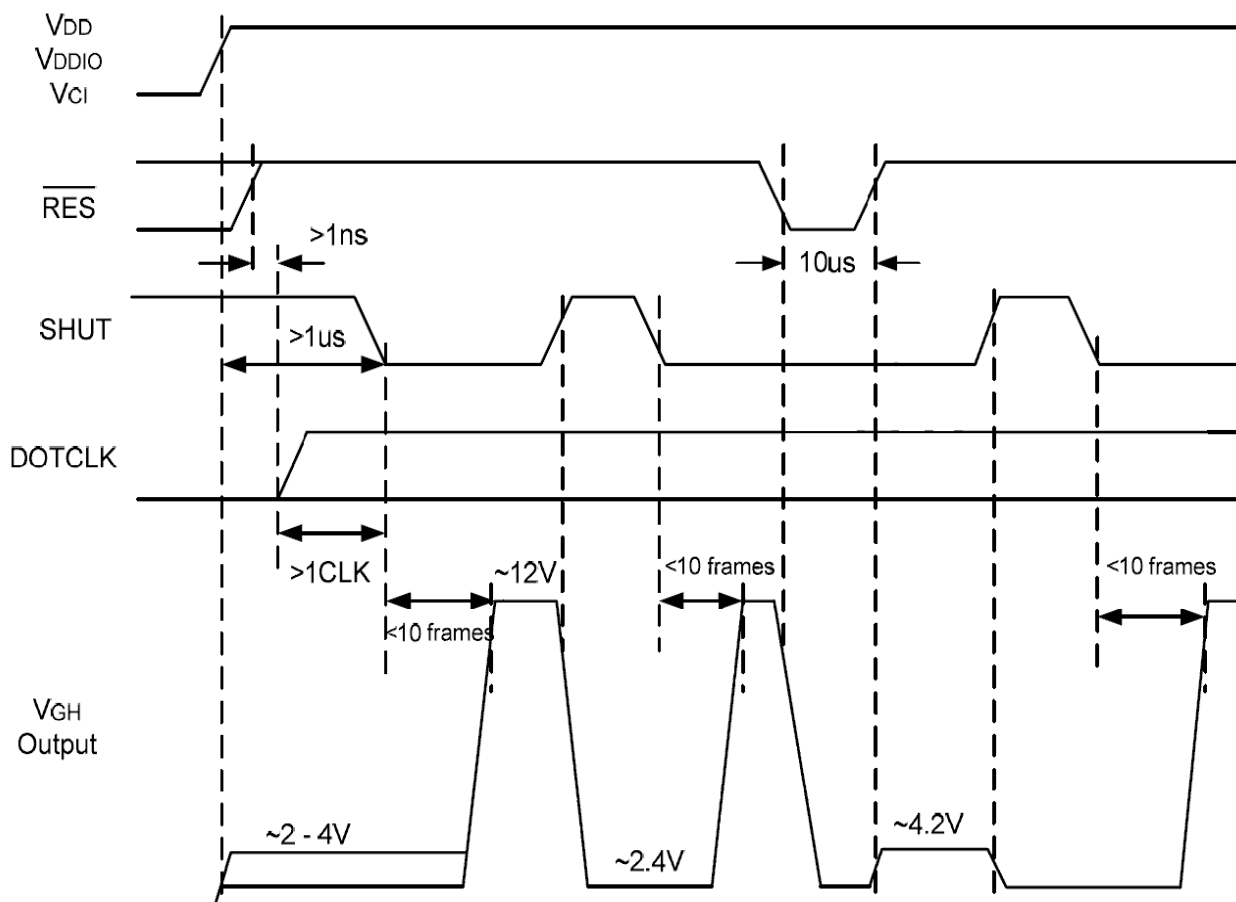 VDD
VDDIO
VCI
RES
>1ns
10us
SHUT
>1us
DOTCLK
>1CLK
~12V
<10 frames
<10 frames
<10 frames
VGH
Output
~2 - 4V
~2.4V
~4.2V